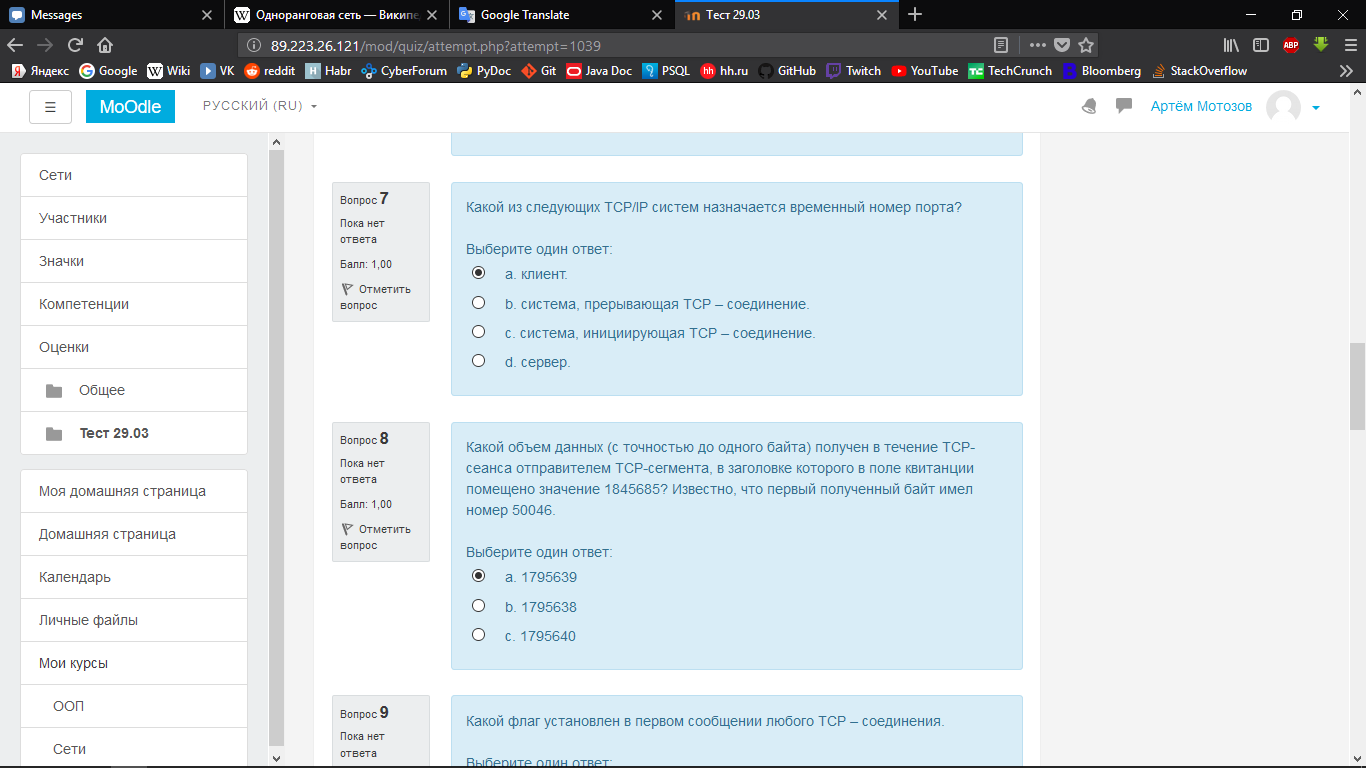 Messages
Одноранговая сеть — Википе
Google Translate
Тест 29.03
89.223.26.121/mod/quiz/attempt.php?attempt=1039
ABP
Яндекс Google Wiki VK reddit Habr CyberForum PyDoc Git Java Doc PSQL hh.ru GitHub Twitch YouTube TechCrunch Bloomberg StackOverflow
MoOdle
РУССКИЙ (RU)
Артём Мотозов
Сети
Участники
Значки
Компетенции
Оценки
Общее
Тест 29.03
Моя домашняя страница
Домашняя страница
Календарь
Личные файлы
Мои курсы
ООП
Сети
Вопрос 7
Пока нет
ответа
Балл: 1,00
Отметить
вопрос
Какой из следующих TCP/IP систем назначается временный номер порта?
Выберите один ответ:
a. клиент.
b. система, прерывающая TCP – соединение.
c. система, инициирующая TCP – соединение.
d. сервер.
Вопрос 8
Пока нет
ответа
Балл: 1,00
Отметить
вопрос
Какой объем данных (с точностью до одного байта) получен в течение TCP-
сеанса отправителем TCP-сегмента, в заголовке которого в поле квитанции
помещено значение 1845685? Известно, что первый полученный байт имел
номер 50046.
Выберите один ответ:
a. 1795639
b. 1795638
c. 1795640
Вопрос 9
Пока нет
ответа
Какой флаг установлен в первом сообщении любого TCP – соединения.
Выберите один ответ: